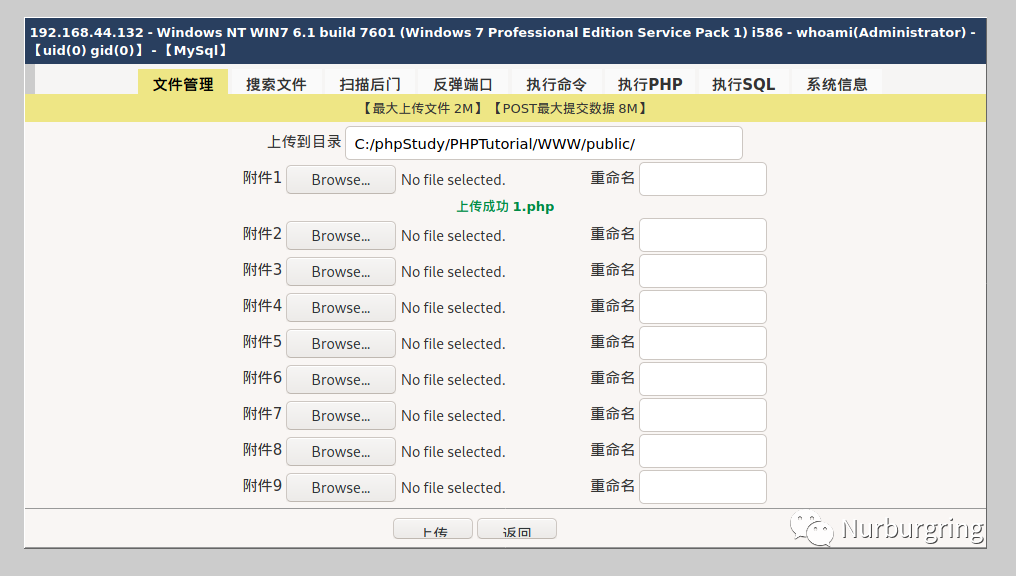 192.168.44.132 - Windows NT WIN7 6.1 build 7601 (Windows 7 Professional Edition Service Pack 1) i586 - whoami(Administrator) -
【uid(0) gid(0)】 -【MySql】
文件管理 搜索文件 扫描后门 反弹端口 执行命令 执行PHP 执行SQL 系统信息
【最大上传文件 2M】【POST最大提交数据 8M】
上传到目录 C:/phpStudy/PHPTutorial/WWW/public/
附件1 Browse... No file selected. 重命名
上传成功 1.php
附件2 Browse... No file selected. 重命名
附件3 Browse... No file selected. 重命名
附件4 Browse... No file selected. 重命名
附件5 Browse... No file selected. 重命名
附件6 Browse... No file selected. 重命名
附件7 Browse... No file selected. 重命名
附件8 Browse... No file selected. 重命名
附件9 Browse... No file selected. 重命名
上传 返回
Nurburgring